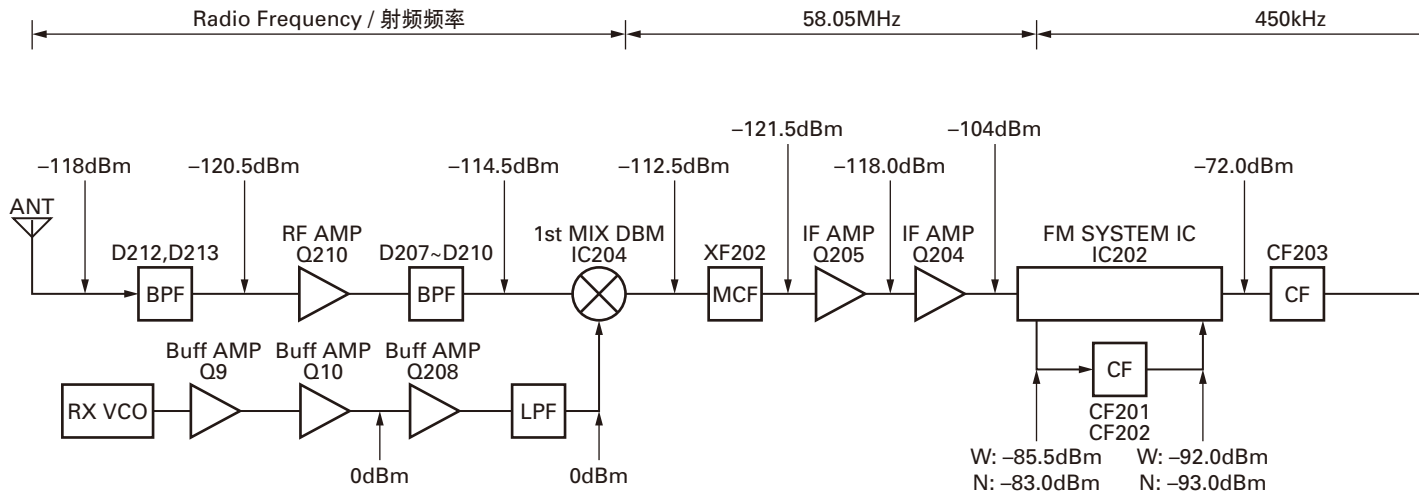 Radio Frequency / 射频频率
58.05MHz
450kHz
–121.5dBm
–104dBm
–118dBm
–120.5dBm
–114.5dBm
–112.5dBm
–118.0dBm
–72.0dBm
ANT
D212,D213
BPF
RF AMP
Q210
D207~D210
BPF
1st MIX DBM
IC204
XF202
MCF
IF AMP
Q205
IF AMP
Q204
FM SYSTEM IC
IC202
CF203
CF
RX VCO
Buff AMP
Q9
Buff AMP
Q10
Buff AMP
Q208
LPF
CF
CF201
CF202
0dBm
0dBm
W: –85.5dBm
N: –83.0dBm
W: –92.0dBm
N: –93.0dBm